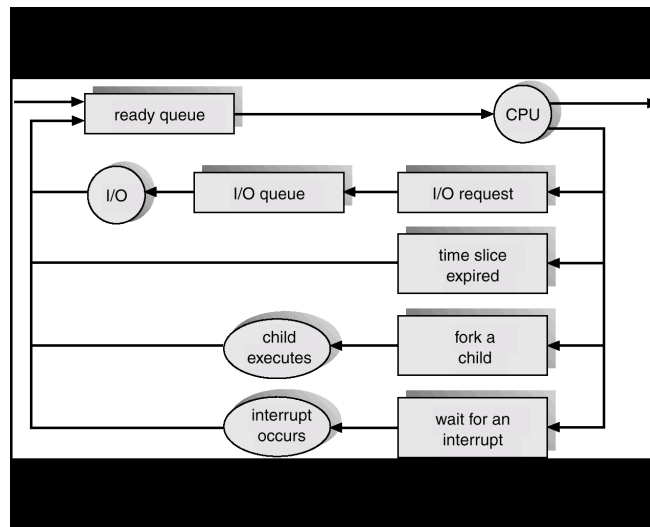 ready queue
CPU
I/O
I/O queue
I/O request
time slice
expired
child
executes
fork a
child
interrupt
occurs
wait for an
interrupt